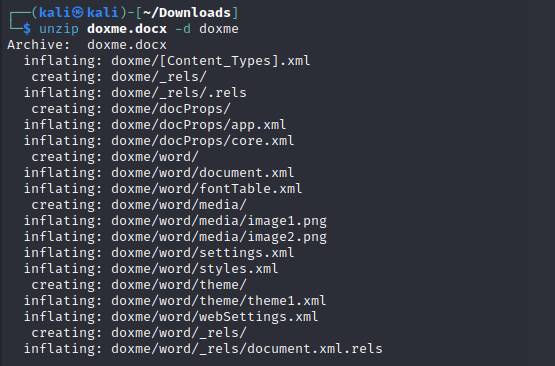 ┌──(kali㉿kali)-[~/Downloads]
└─$ unzip doxme.docx -d doxme
Archive:  doxme.docx
  inflating: doxme/[Content_Types].xml
   creating: doxme/_rels/
  inflating: doxme/_rels/.rels
   creating: doxme/docProps/
  inflating: doxme/docProps/app.xml
  inflating: doxme/docProps/core.xml
   creating: doxme/word/
  inflating: doxme/word/document.xml
  inflating: doxme/word/fontTable.xml
   creating: doxme/word/media/
  inflating: doxme/word/media/image1.png
  inflating: doxme/word/media/image2.png
  inflating: doxme/word/settings.xml
  inflating: doxme/word/styles.xml
   creating: doxme/word/theme/
  inflating: doxme/word/theme/theme1.xml
  inflating: doxme/word/webSettings.xml
   creating: doxme/word/_rels/
  inflating: doxme/word/_rels/document.xml.rels